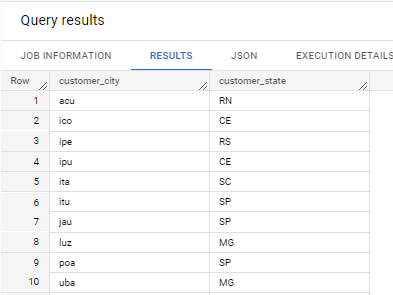 Query results
JOB INFORMATION RESULTS JSON EXECUTION DETAILS
Row customer_city customer_state
1 acu RN
2 ico CE
3 ipe RS
4 ipu CE
5 ita SC
6 itu SP
7 jau SP
8 luz MG
9 poa SP
10 uba MG